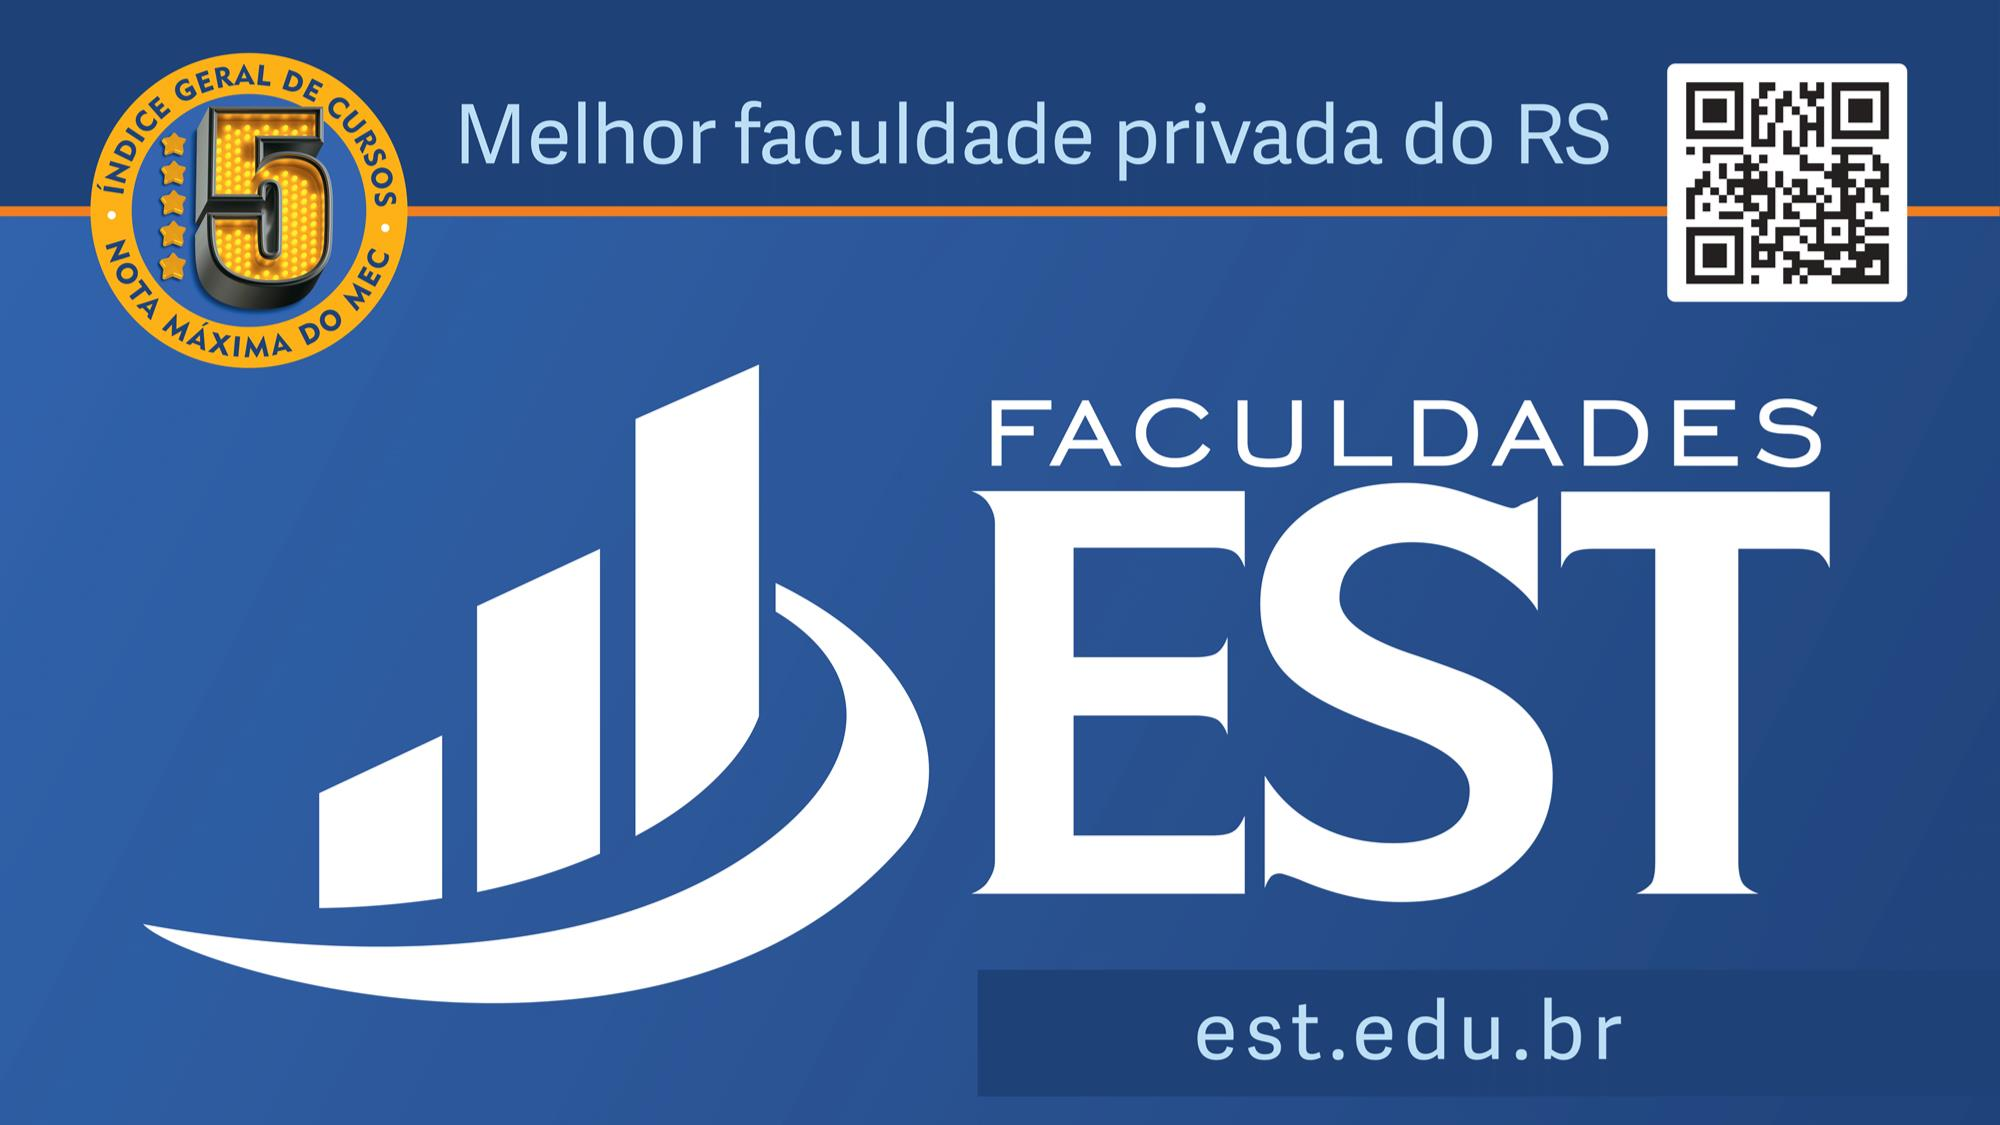 ÍNDICE GERAL DE CURSOS
5
NOTA MÁXIMA DO MEC
Melhor faculdade privada do RS
FACULDADES
EST
est.edu.br